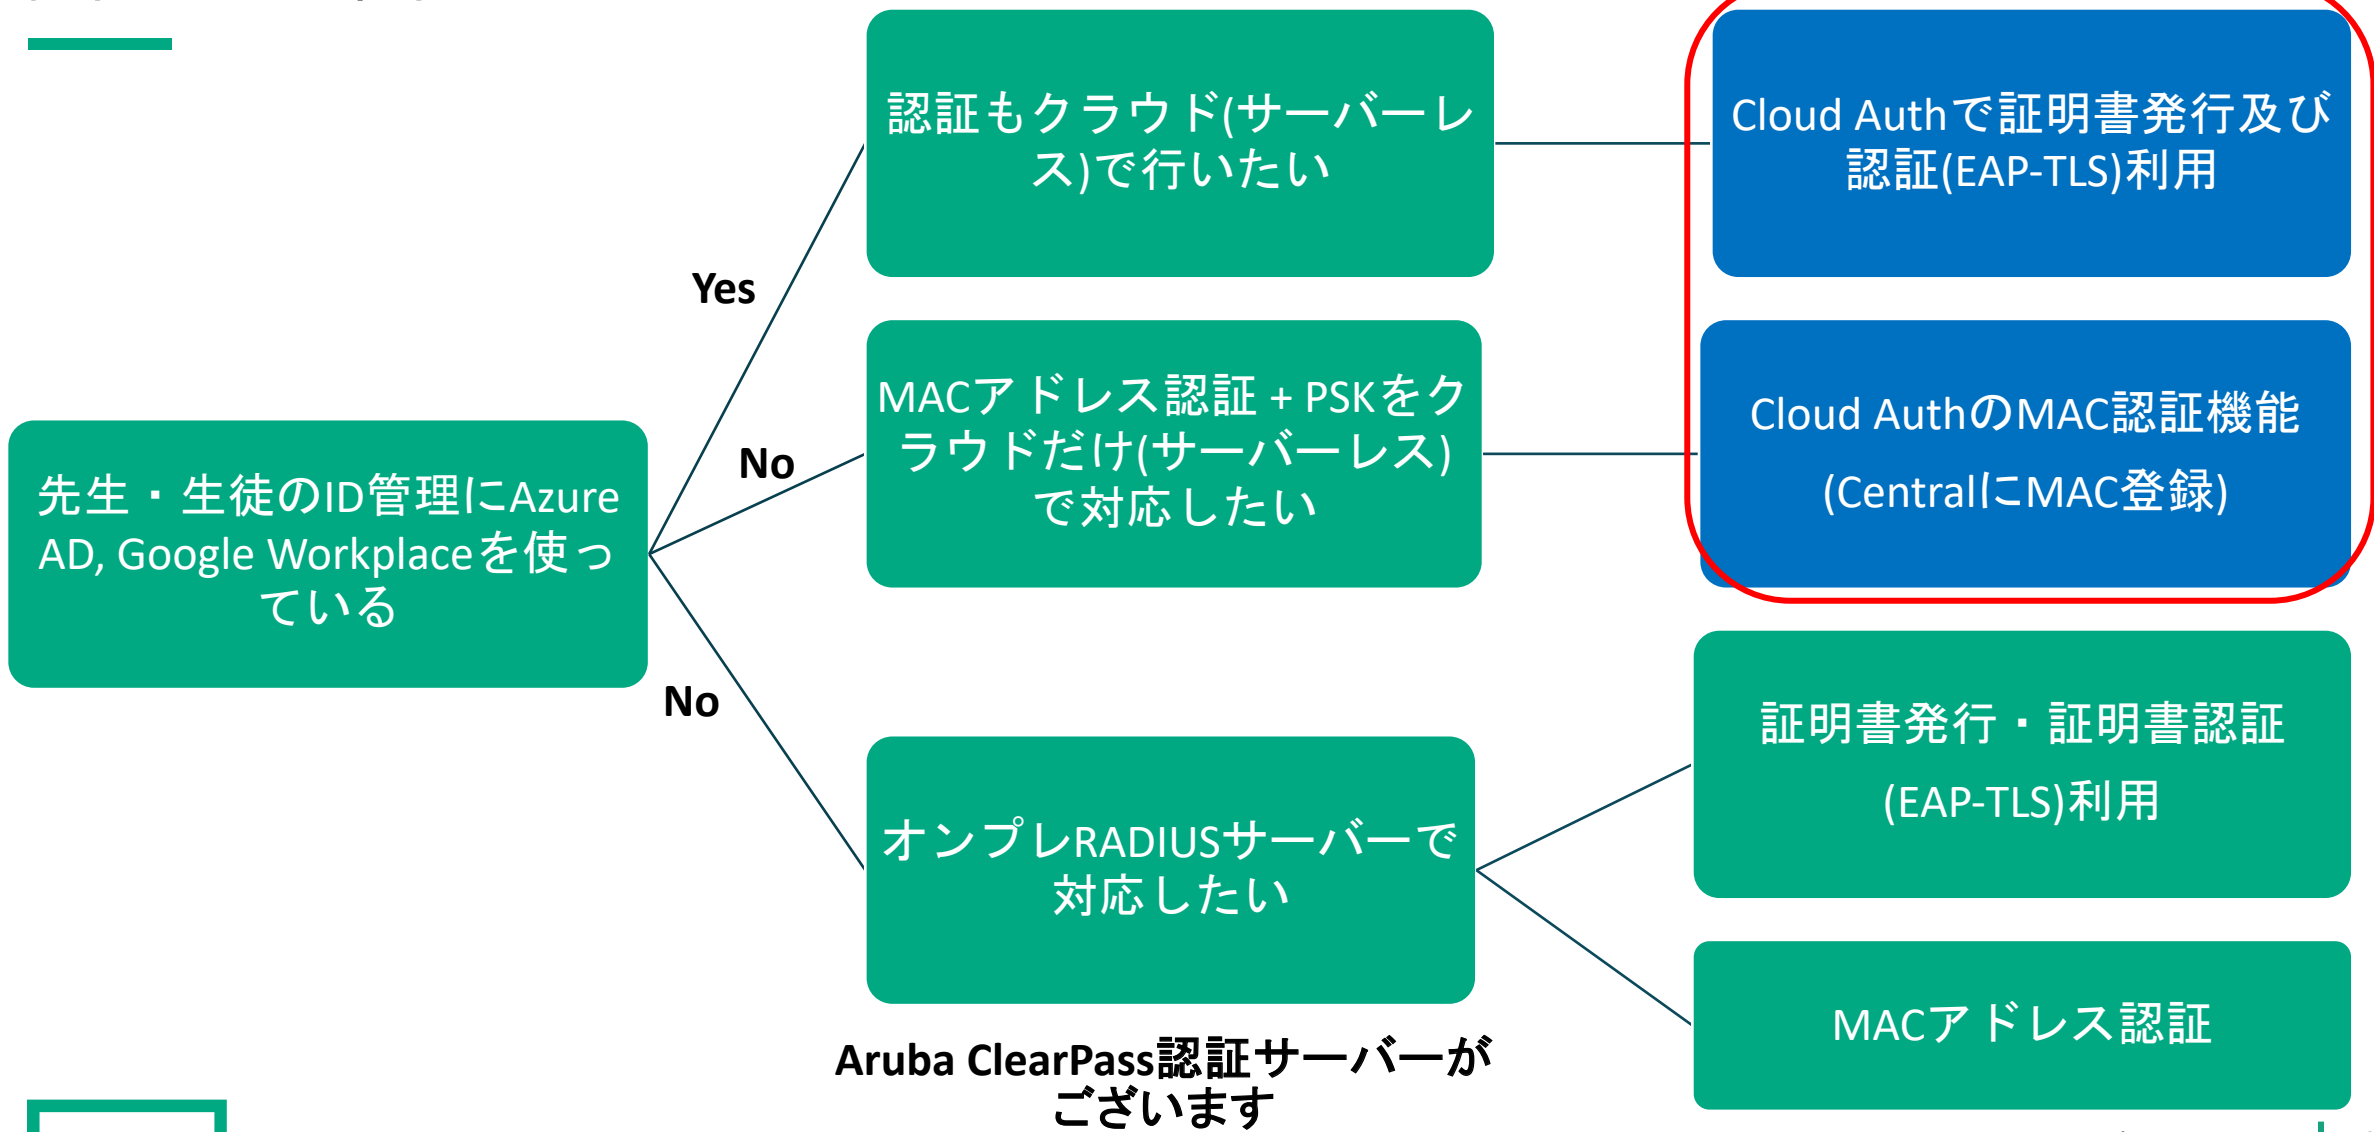 認証もクラウド(サーバーレ
ス)で行いたい
Cloud Authで証明書発行及び
認証(EAP-TLS)利用
Yes
MACアドレス認証 + PSKをク
ラウドだけ(サーバーレス)
で対応したい
Cloud AuthのMAC認証機能
(CentralにMAC登録)
No
先生・生徒のID管理にAzure
AD, Google Workplaceを使っ
ている
No
オンプレRADIUSサーバーで
対応したい
証明書発行・証明書認証
(EAP-TLS)利用
MACアドレス認証
Aruba ClearPass認証サーバーが
ございます